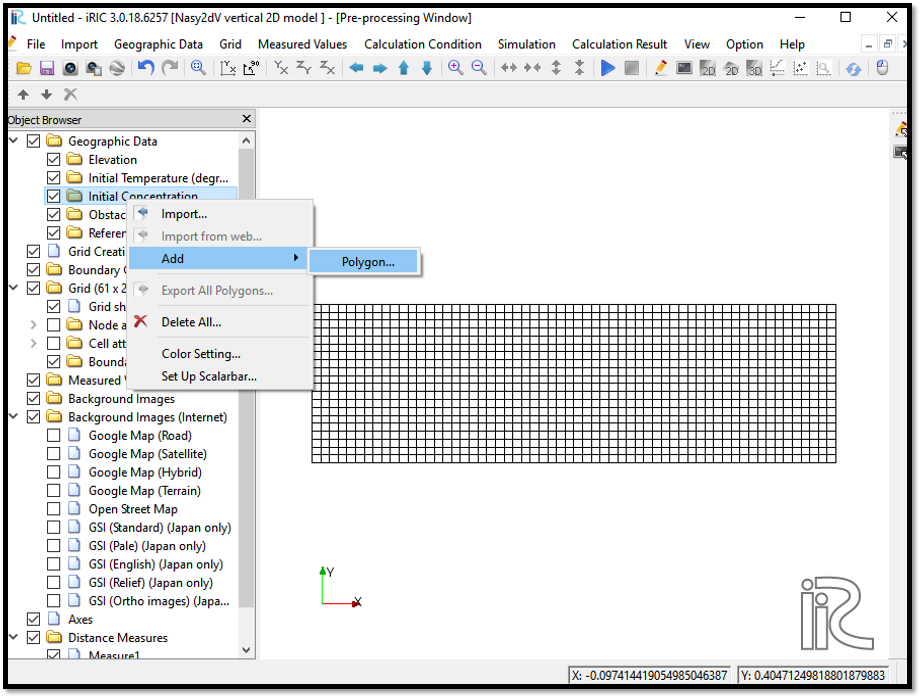 Untitled - iRIC 3.0.18.6257 [Nasy2dV vertical 2D model ] - [Pre-processing Window]
File Import Geographic Data Grid Measured Values Calculation Condition Simulation Calculation Result View Option Help
Object Browser
Geographic Data
Elevation
Initial Temperature (degr...
Initial Concentration
Obstac
Referen
Grid Creati
Boundary C
Grid (61 x 2
Grid sh
Node a
Cell att
Bounda
Measured V
Background Images
Background Images (Internet)
Google Map (Road)
Google Map (Satellite)
Google Map (Hybrid)
Google Map (Terrain)
Open Street Map
GSI (Standard) (Japan only)
GSI (Pale) (Japan only)
GSI (English) (Japan only)
GSI (Relief) (Japan only)
GSI (Ortho images) (Japa...
Axes
Distance Measures
Measure1
Import...
Import from web...
Add
Polygon...
Export All Polygons...
Delete All...
Color Setting...
Set Up Scalarbar...
Y
X
iRIC
X: -0.097414419054985046387 Y: 0.40471249818801879883